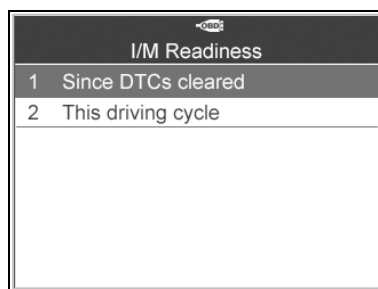 OBD
I/M Readiness
1 Since DTCs cleared
2 This driving cycle